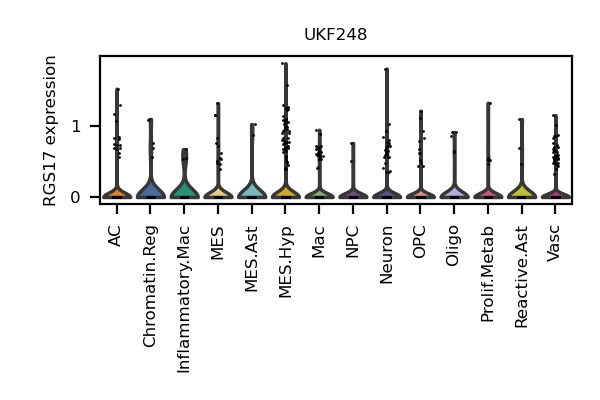 UKF248
RGS17 expression
1
0
AC
Chromatin.Reg
Inflammatory.Mac
MES
MES.Ast
MES.Hyp
Mac
NPC
Neuron
OPC
Oligo
Prolif.Metab
Reactive.Ast
Vasc